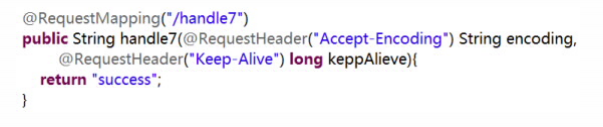 @RequestMapping("/handle7")
public String handle7(@RequestHeader("Accept-Encoding") String encoding,
@RequestHeader("Keep-Alive") long keppAlieve){
return "success";
}